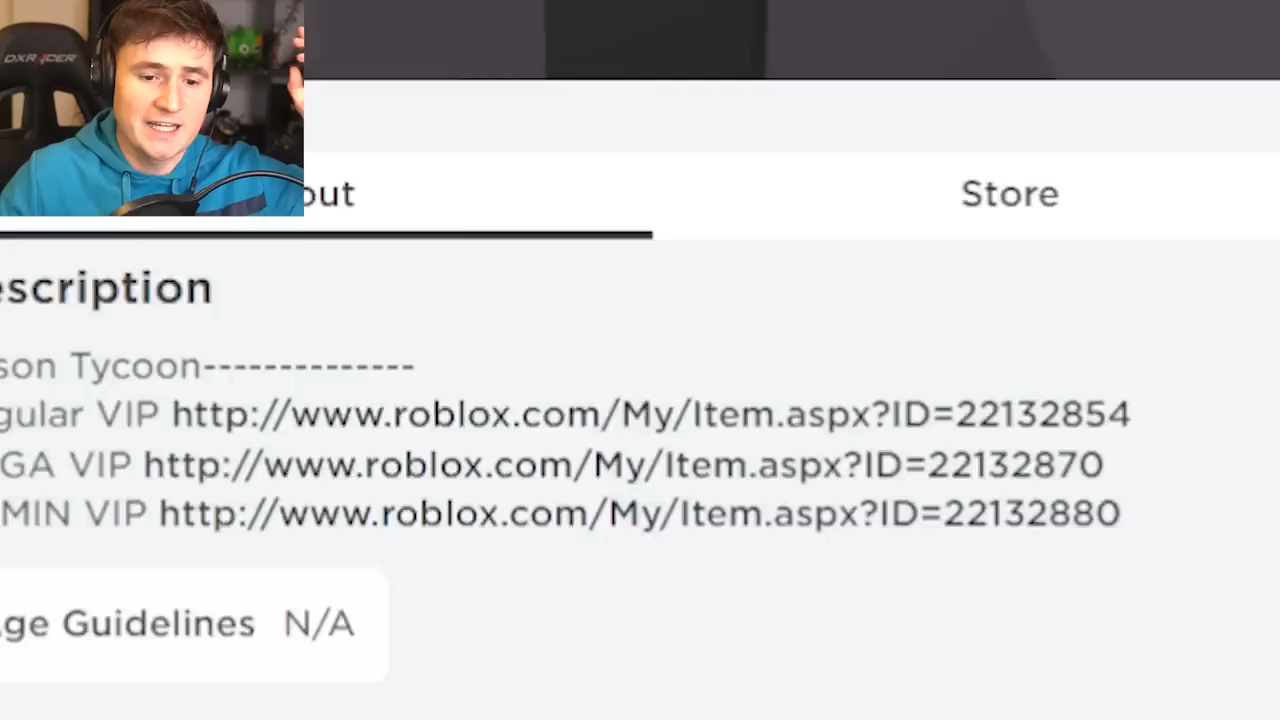 DXRACER
out
Store
escription
son Tycoon--------------
gular VIP http://www.roblox.com/My/Item.aspx?ID=22132854
GA VIP http://www.roblox.com/My/Item.aspx?ID=22132870
MIN VIP http://www.roblox.com/My/Item.aspx?ID=22132880
ge Guidelines N/A